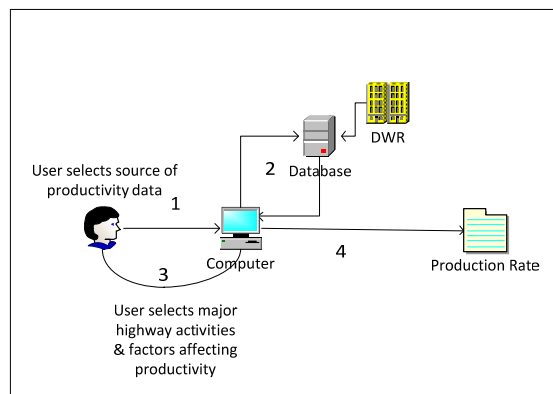 DWR
2
Database
User selects source of
productivity data
1
4
Computer
Production Rate
3
User selects major
highway activities
& factors affecting
productivity